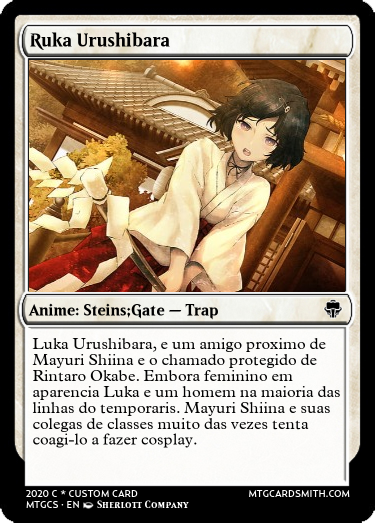 Ruka Urushibara
Anime: Steins;Gate — Trap
Luka Urushibara, e um amigo proximo de
Mayuri Shiina e o chamado protegido de
Rintaro Okabe. Embora feminino em
aparencia Luka e um homem na maioria das
linhas do temporaris. Mayuri Shiina e suas
colegas de classes muito das vezes tenta
coagi-lo a fazer cosplay.
2020 C * CUSTOM CARD
MTGCARDSMITH.COM
MTGCS · EN SHERLOTT COMPANY